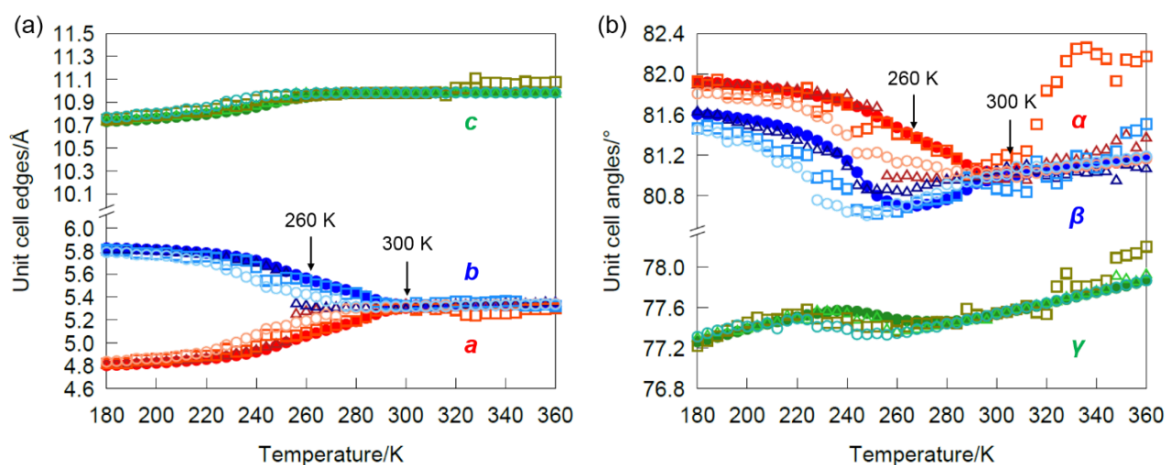 (a)
11.5
11.3
11.1
10.9
10.7
10.5
10.3
10.1
6.0
5.8
5.6
5.4
5.2
5.0
4.8
4.6
Unit cell edges/Å
c
260 K
300 K
b
a
180 200 220 240 260 280 300 320 340 360
Temperature/K
(b)
82.4
82.0
81.6
81.2
80.8
78.0
77.6
77.2
76.8
Unit cell angles/°
260 K
300 K
α
β
γ
180 200 220 240 260 280 300 320 340 360
Temperature/K